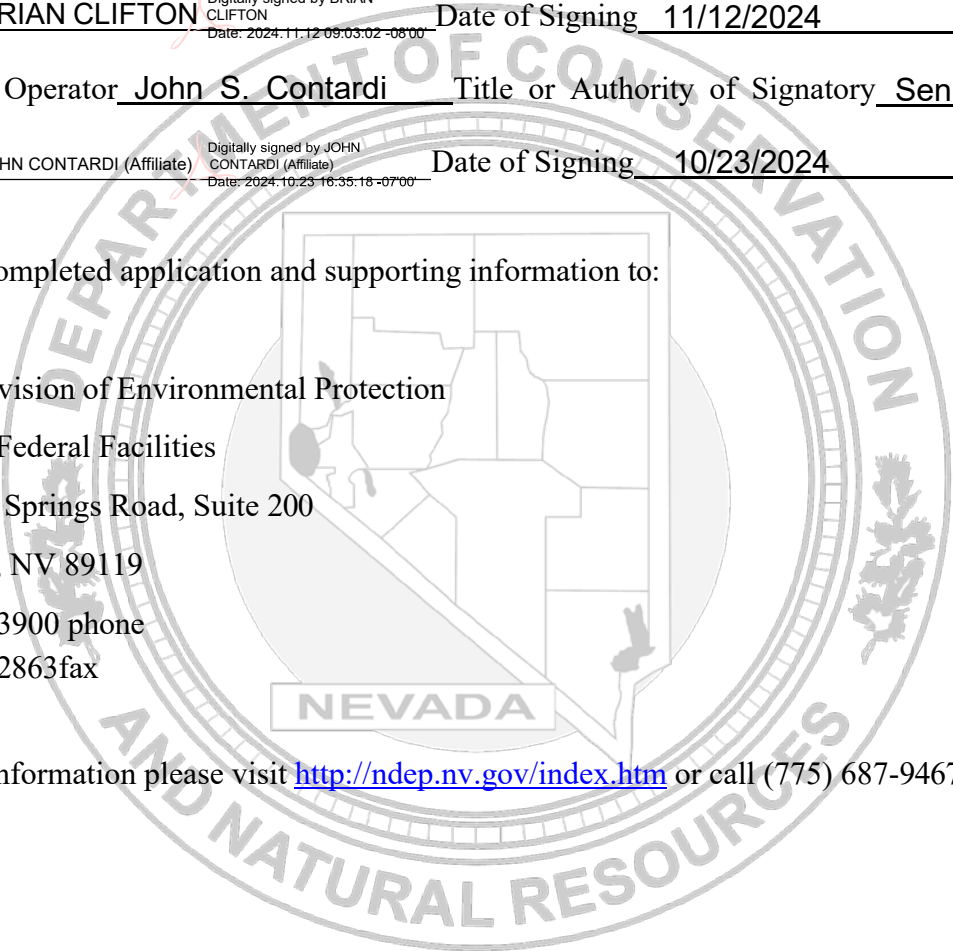 RIAN CLIFTON Digitally signed by BRIAN
CLIFTON
Date: 2024.11.12 09:03:02 -08'00' Date of Signing 11/12/2024
Operator John S. Contardi Title or Authority of Signatory Sen
HN CONTARDI (Affiliate) Digitally signed by JOHN
CONTARDI (Affiliate)
Date: 2024.10.23 16:35:18 -07'00' Date of Signing 10/23/2024
ompleted application and supporting information to:
vision of Environmental Protection
Federal Facilities
Springs Road, Suite 200
, NV 89119
3900 phone
2863fax
nformation please visit http://ndep.nv.gov/index.htm or call (775) 687-9467
DEPARTMENT OF CONSERVATION
AND NATURAL RESOURCES
NEVADA